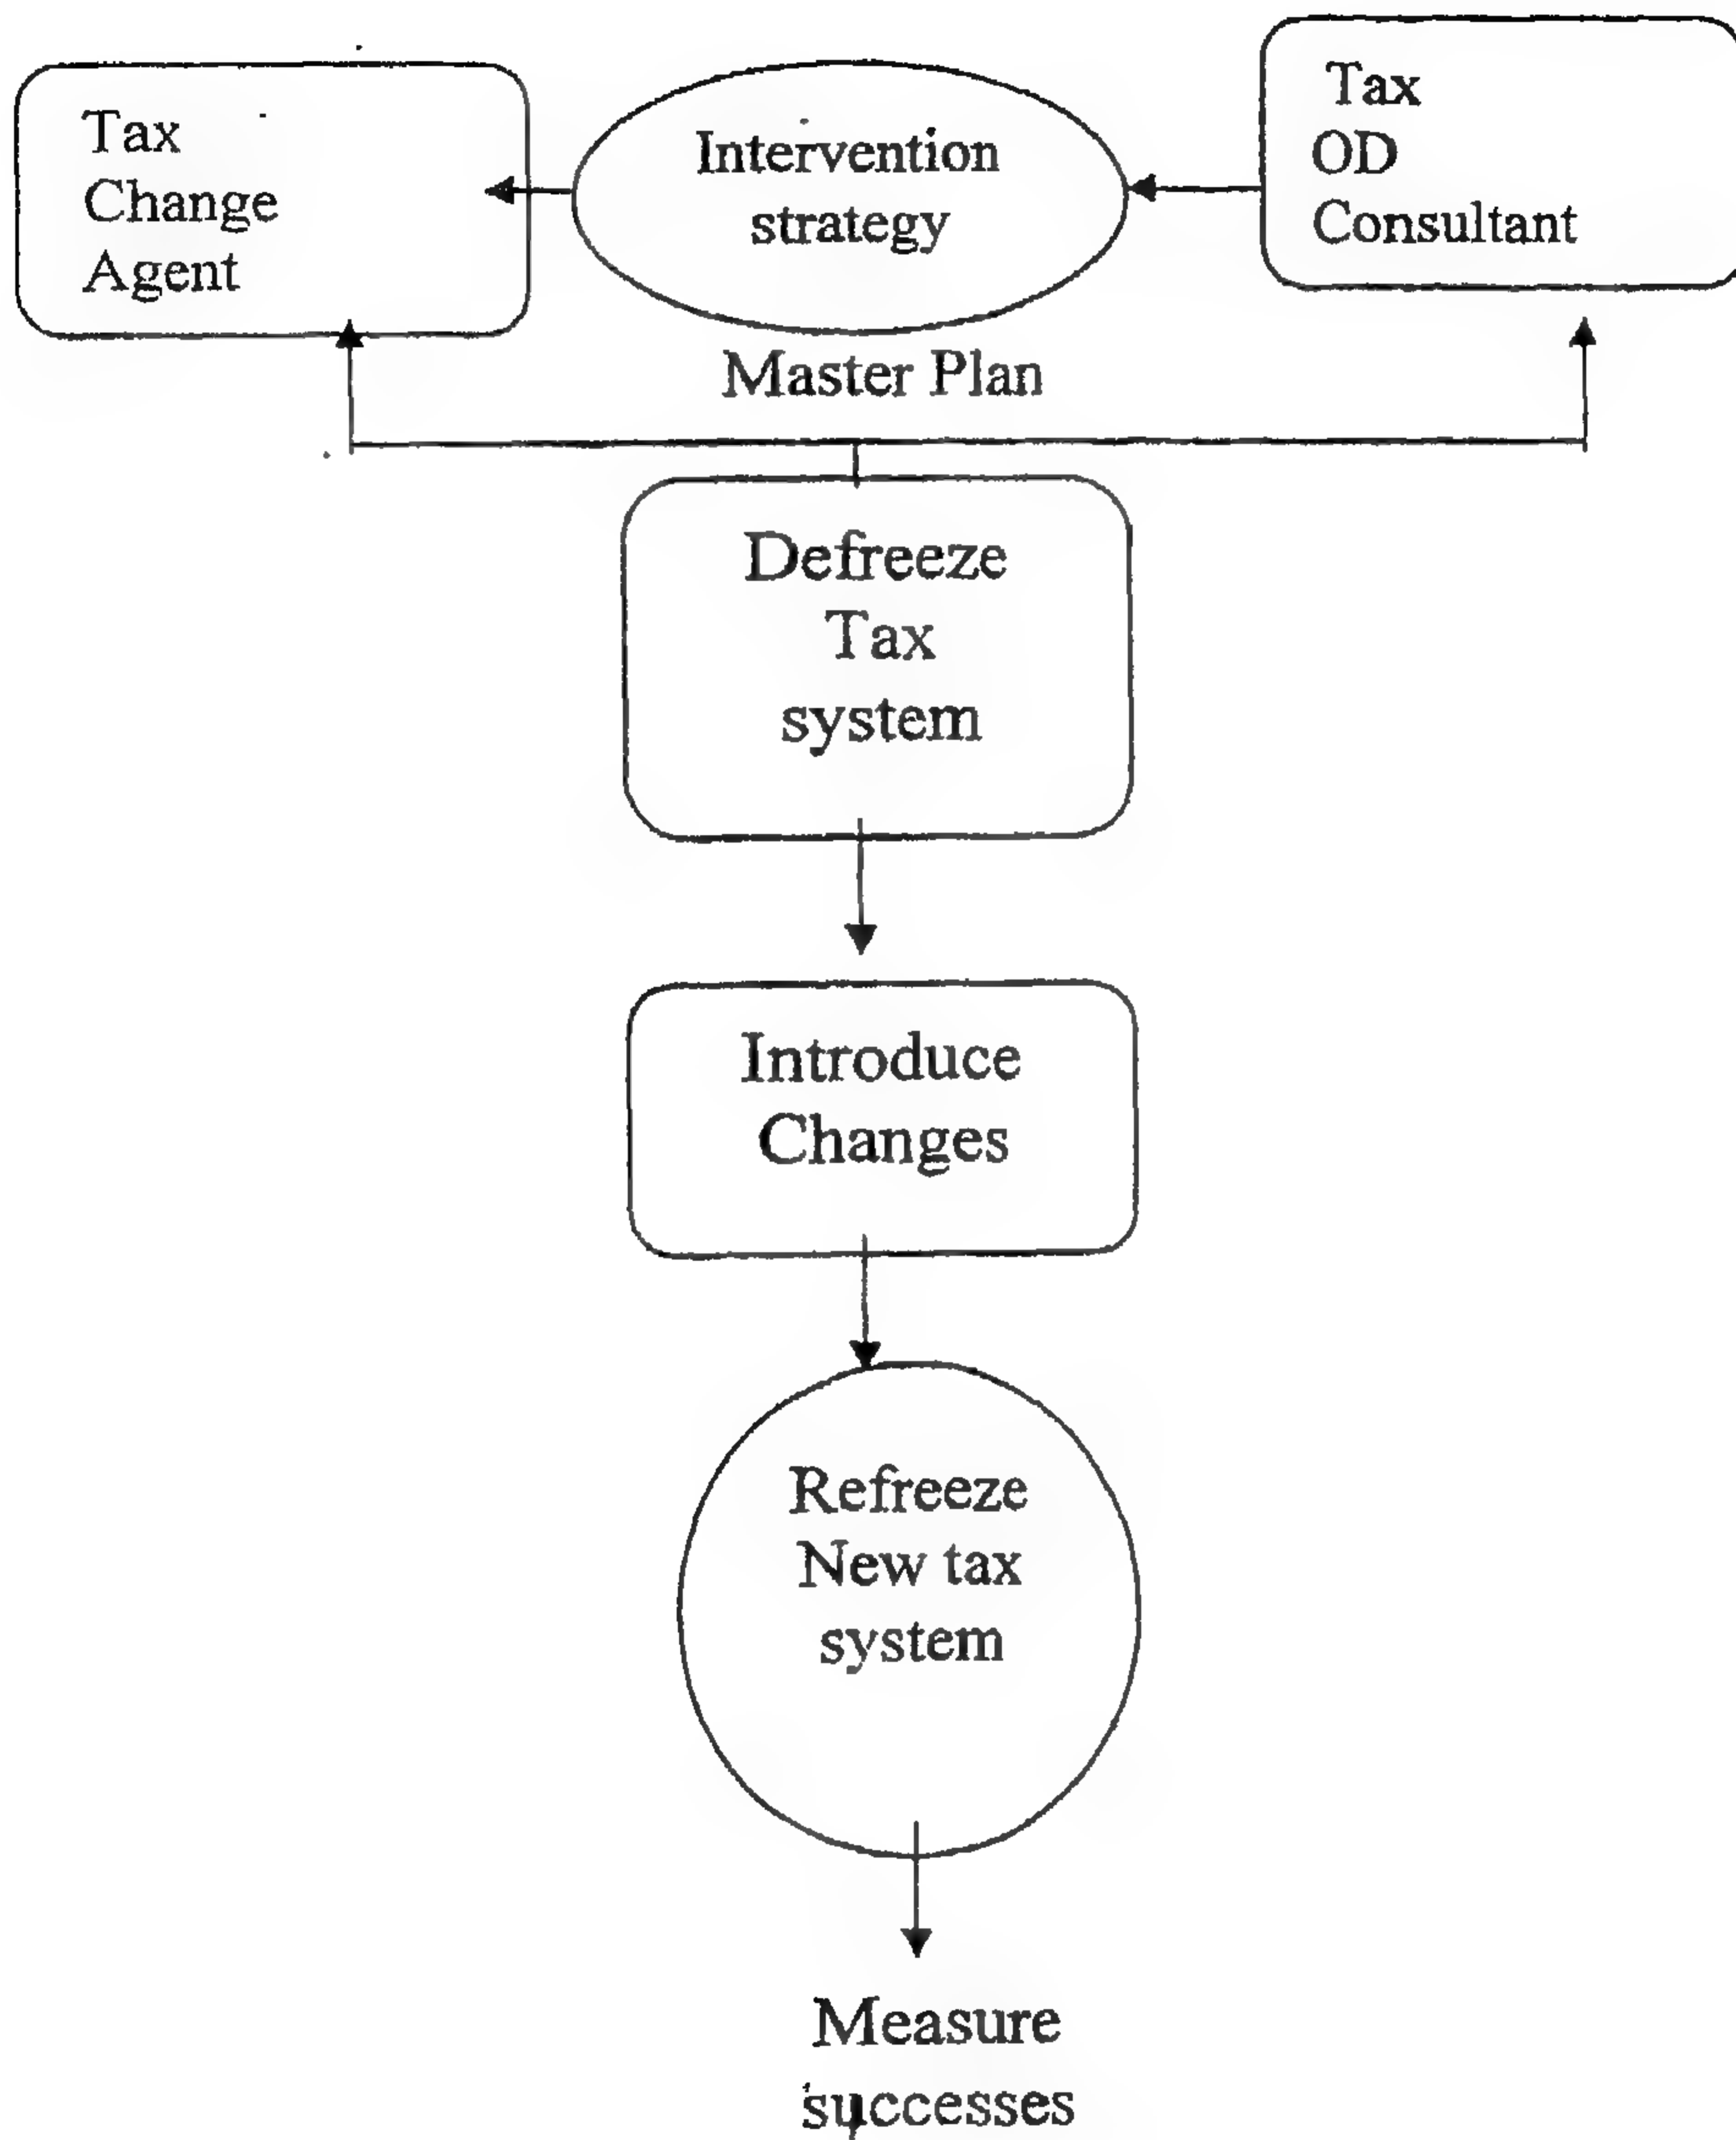 Tax
Change
Agent
Intervention
strategy
Tax
OD
Consultant
Master Plan
Defreeze
Tax
system
Introduce
Changes
Refreeze
New tax
system
Measure
successes